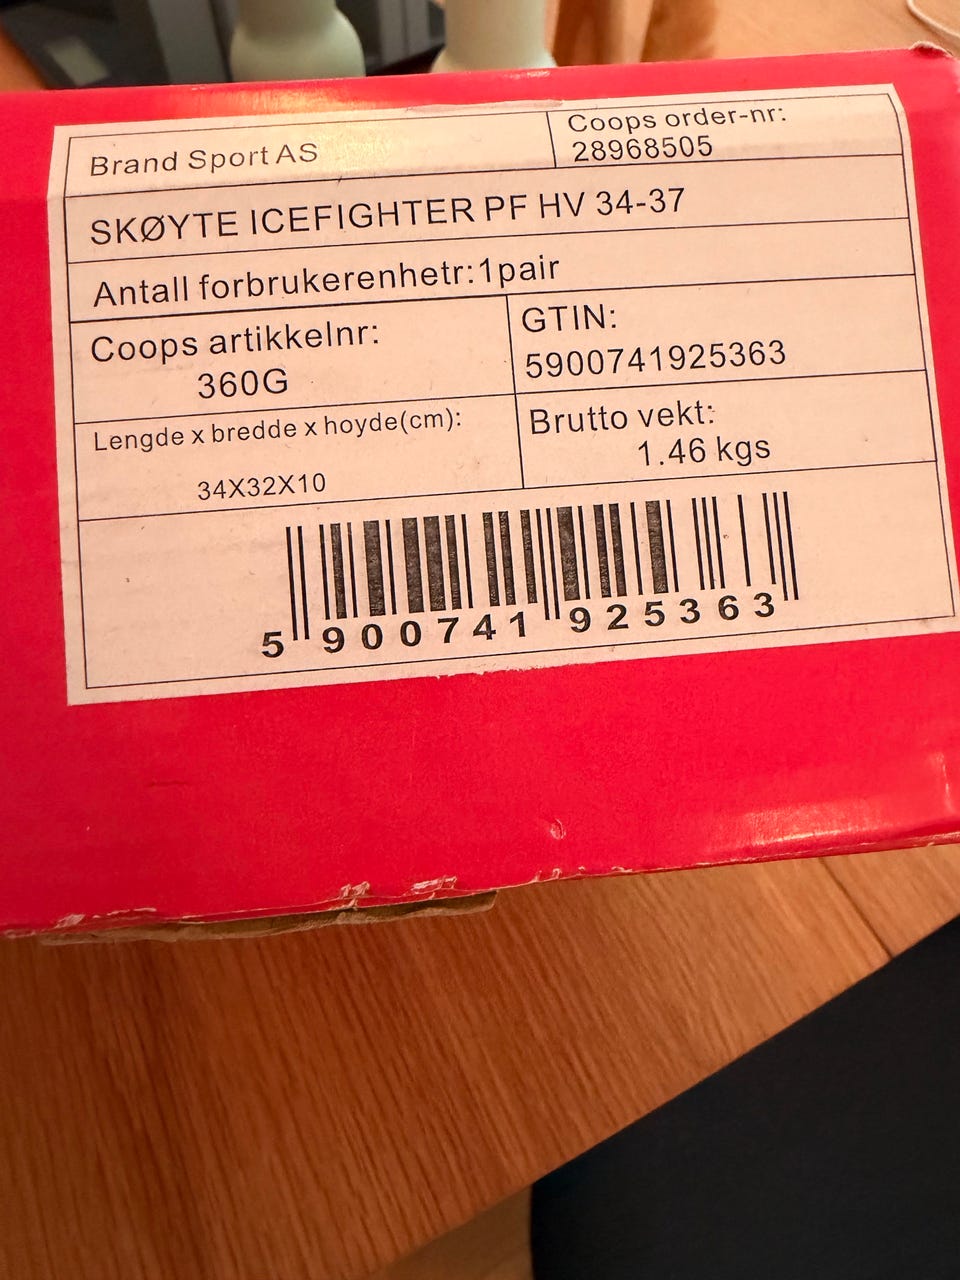 Brand Sport AS
Coops order-nr:
28968505
SKØYTE ICEFIGHTER PF HV 34-37
Antall forbrukerenhetr:1pair
Coops artikkelnr:
360G
GTIN:
5900741925363
Lengde x bredde x hoyde(cm):
34X32X10
Brutto vekt:
1.46 kgs
5 900741 925363